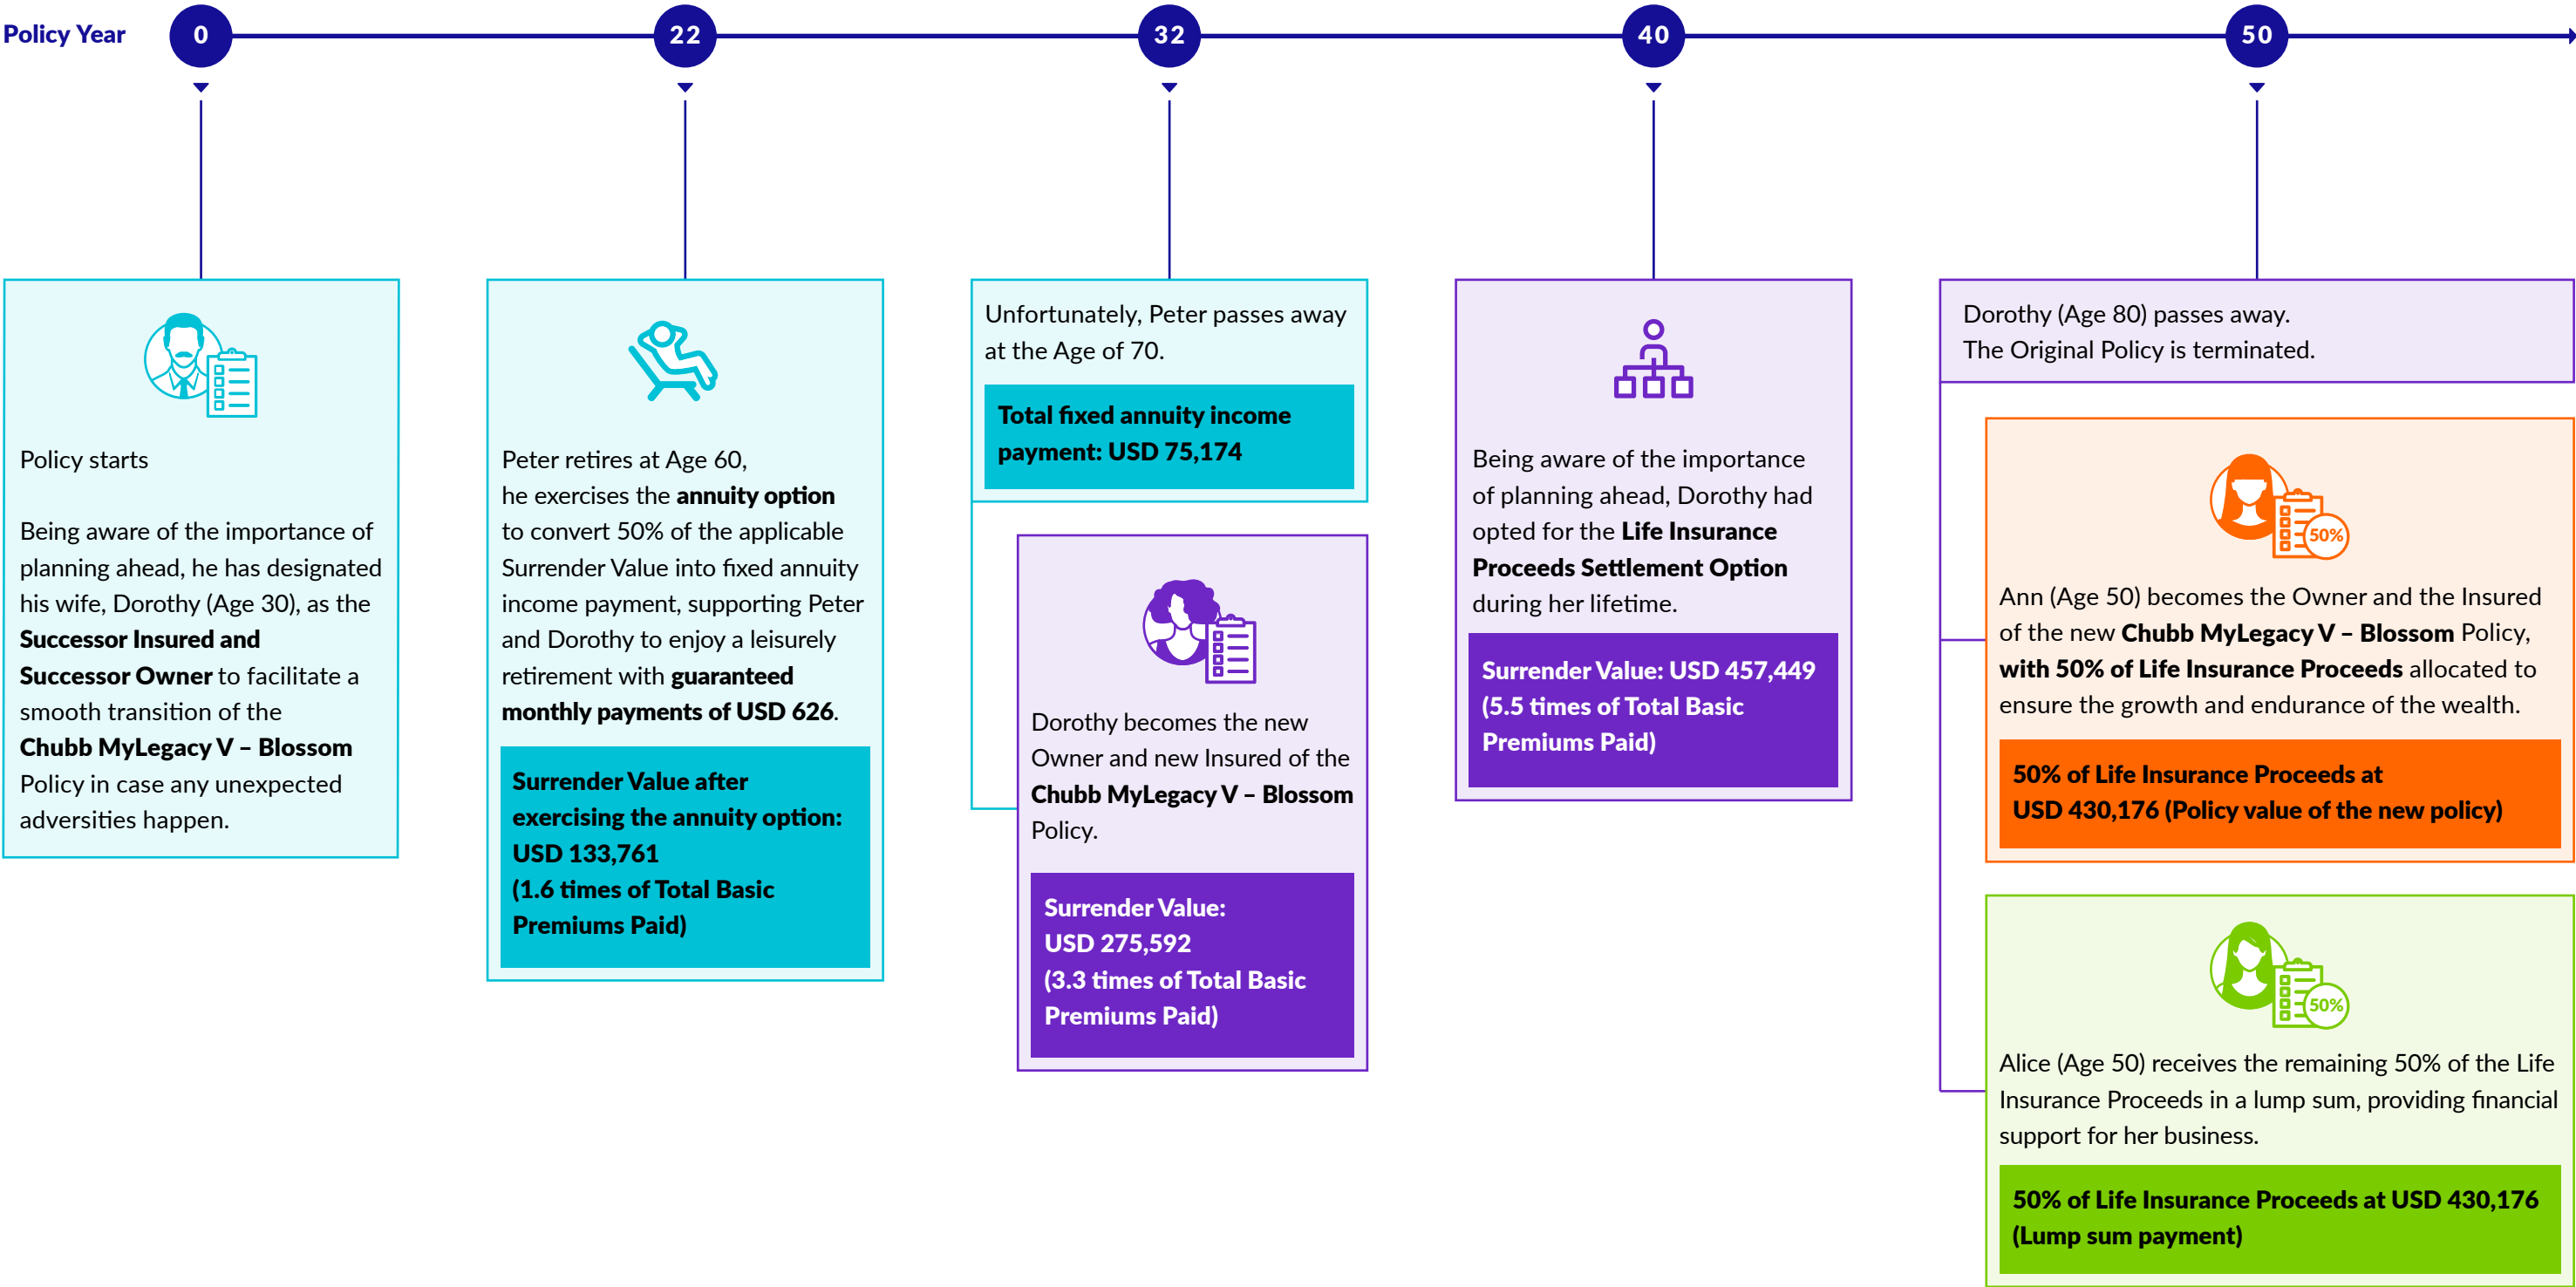 Policy Year
0
22
32
40
50
Policy starts
Being aware of the importance of
planning ahead, he has designated
his wife, Dorothy (Age 30), as the
Successor Insured and
Successor Owner to facilitate a
smooth transition of the
Chubb MyLegacy V – Blossom
Policy in case any unexpected
adversities happen.
Peter retires at Age 60,
he exercises the annuity option
to convert 50% of the applicable
Surrender Value into fixed annuity
income payment, supporting Peter
and Dorothy to enjoy a leisurely
retirement with guaranteed
monthly payments of USD 626.
Surrender Value after
exercising the annuity option:
USD 133,761
(1.6 times of Total Basic
Premiums Paid)
Unfortunately, Peter passes away
at the Age of 70.
Total fixed annuity income
payment: USD 75,174
Dorothy becomes the new
Owner and new Insured of the
Chubb MyLegacy V – Blossom
Policy.
Surrender Value:
USD 275,592
(3.3 times of Total Basic
Premiums Paid)
Being aware of the importance
of planning ahead, Dorothy had
opted for the Life Insurance
Proceeds Settlement Option
during her lifetime.
Surrender Value: USD 457,449
(5.5 times of Total Basic
Premiums Paid)
Dorothy (Age 80) passes away.
The Original Policy is terminated.
50%
Ann (Age 50) becomes the Owner and the Insured
of the new Chubb MyLegacy V – Blossom Policy,
with 50% of Life Insurance Proceeds allocated to
ensure the growth and endurance of the wealth.
50% of Life Insurance Proceeds at
USD 430,176 (Policy value of the new policy)
50%
Alice (Age 50) receives the remaining 50% of the Life
Insurance Proceeds in a lump sum, providing financial
support for her business.
50% of Life Insurance Proceeds at USD 430,176
(Lump sum payment)